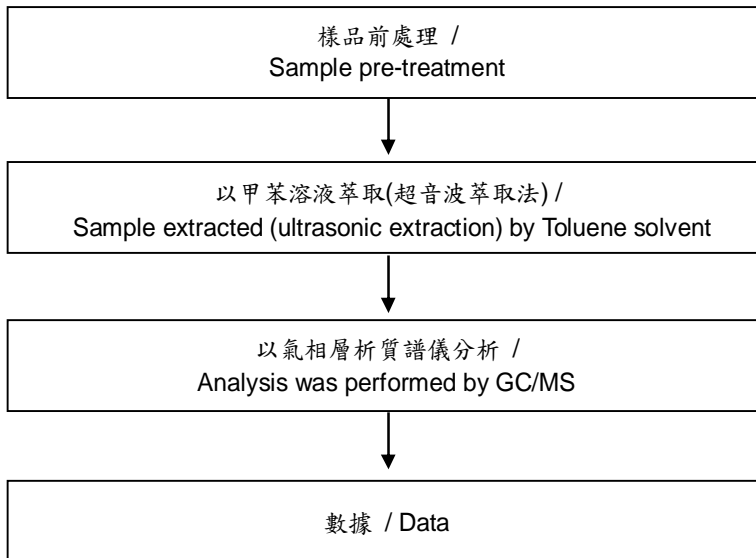 樣品前處理 /
Sample pre-treatment
以甲苯溶液萃取(超音波萃取法) /
Sample extracted (ultrasonic extraction) by Toluene solvent
以氣相層析質譜儀分析 /
Analysis was performed by GC/MS
數據 / Data